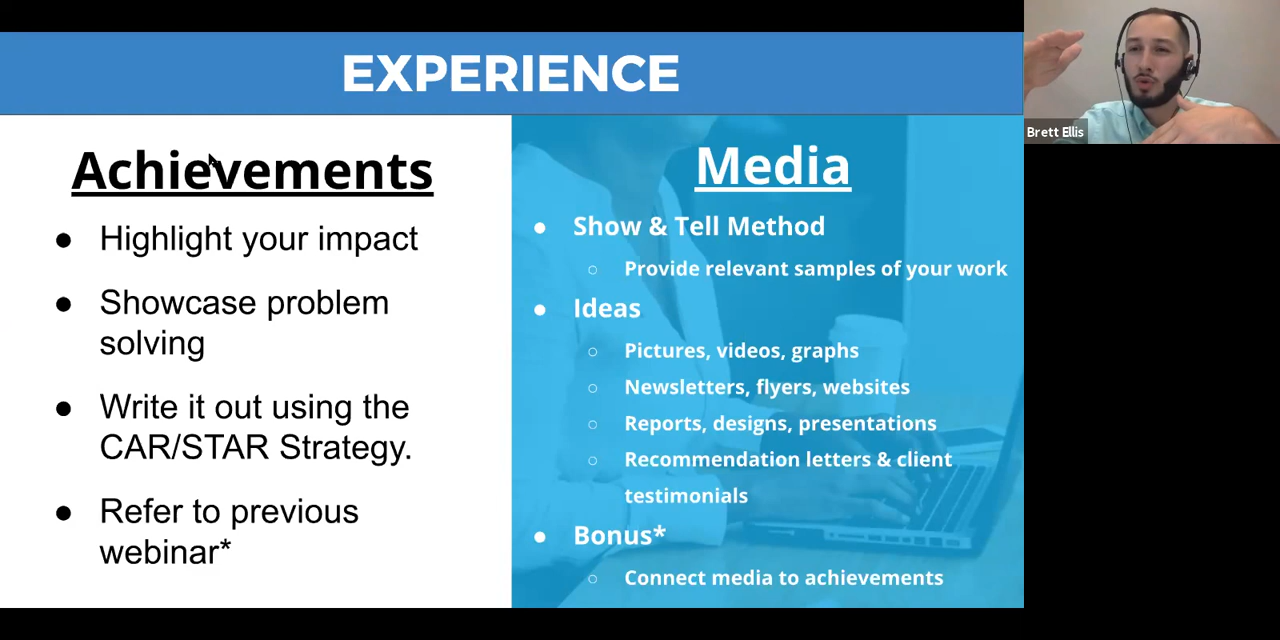 EXPERIENCE
Achievements
● Highlight your impact
● Showcase problem
solving
● Write it out using the
CAR/STAR Strategy.
● Refer to previous
webinar*
Media
● Show & Tell Method
○ Provide relevant samples of your work
● Ideas
○ Pictures, videos, graphs
○ Newsletters, flyers, websites
○ Reports, designs, presentations
○ Recommendation letters & client
testimonials
● Bonus*
○ Connect media to achievements
Brett Ellis